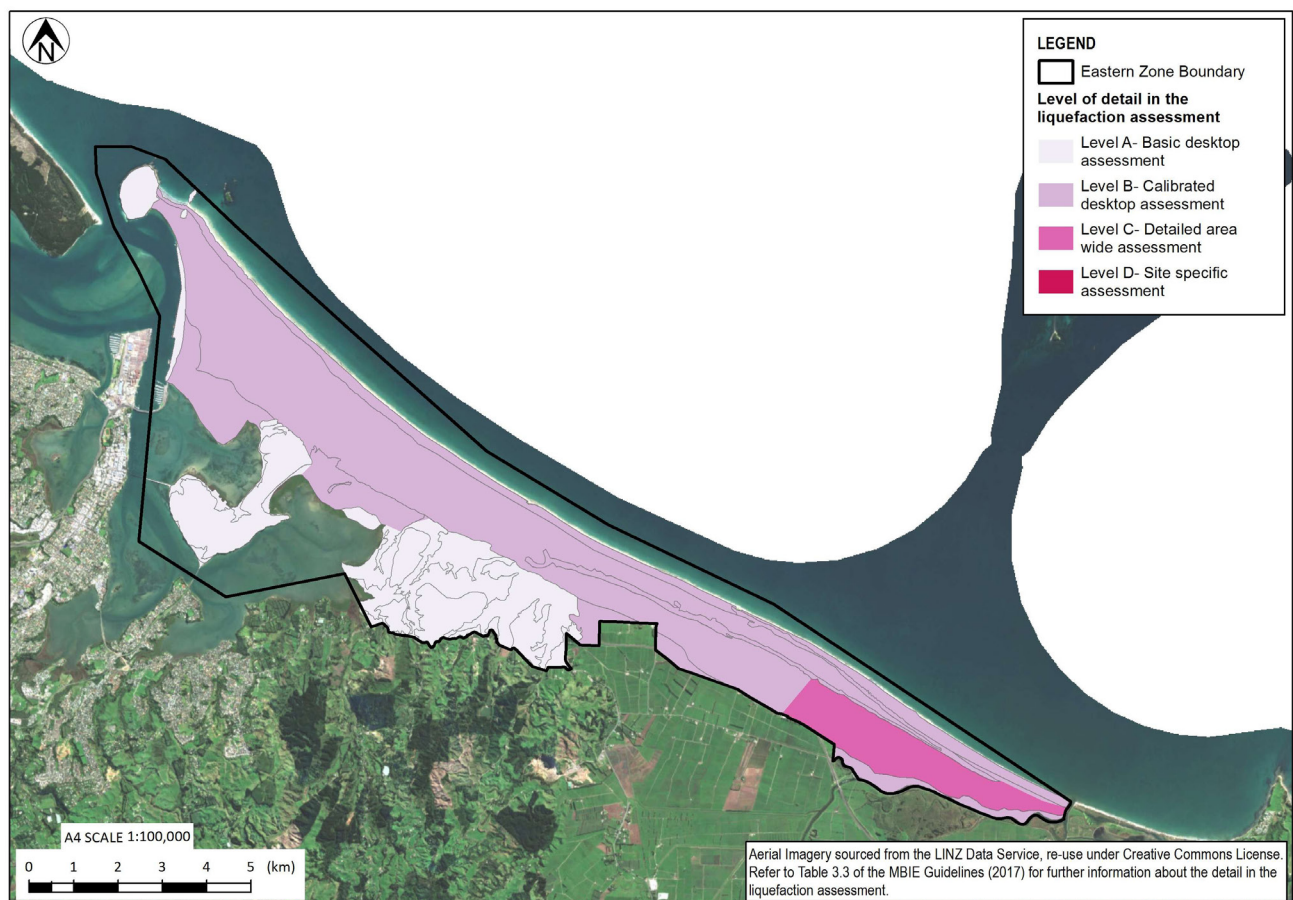 N
LEGEND
Eastern Zone Boundary
Level of detail in the
liquefaction assessment
Level A- Basic desktop
assessment
Level B- Calibrated
desktop assessment
Level C- Detailed area
wide assessment
Level D- Site specific
assessment
A4 SCALE 1:100,000
0 1 2 3 4 5 (km)
Aerial Imagery sourced from the LINZ Data Service, re-use under Creative Commons License.
Refer to Table 3.3 of the MBIE Guidelines (2017) for further information about the detail in the
liquefaction assessment.